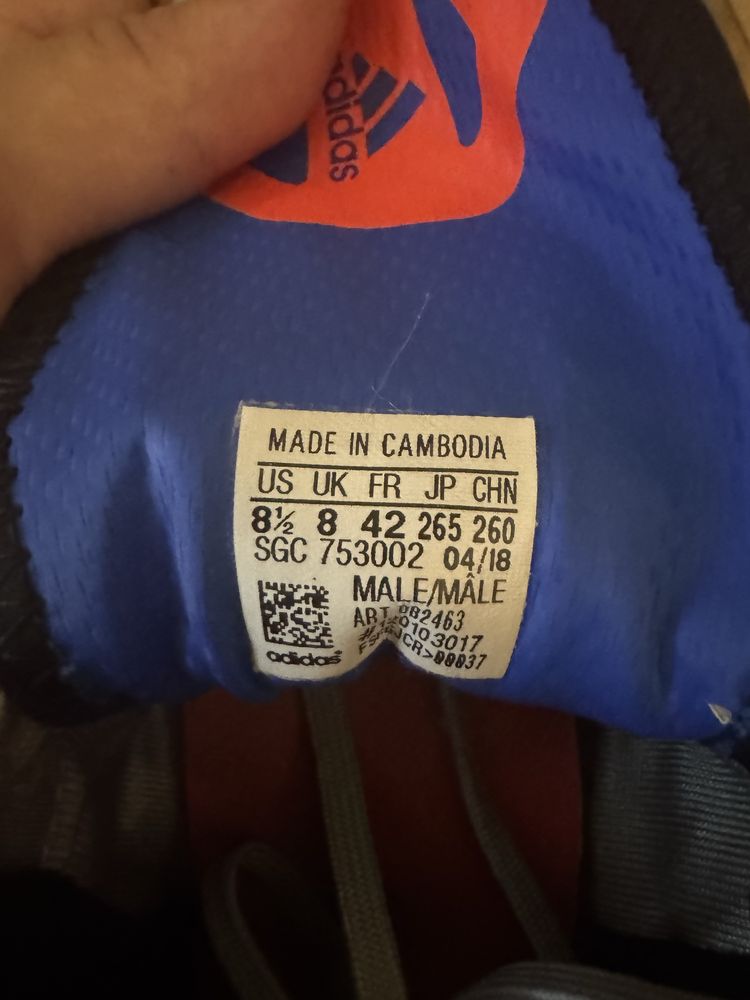 adidas
MADE IN CAMBODIA
US UK FR JP CHN
8½ 8 42 265 260
SGC 753002 04/18
MALE/MÂLE
ART
adidas